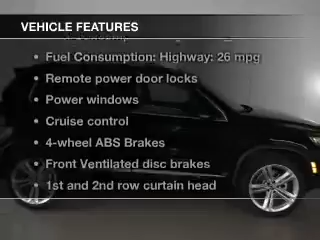 VEHICLE FEATURES
• Fuel Consumption: Highway: 26 mpg
• Remote power door locks
• Power windows
• Cruise control
• 4-wheel ABS Brakes
• Front Ventilated disc brakes
• 1st and 2nd row curtain head